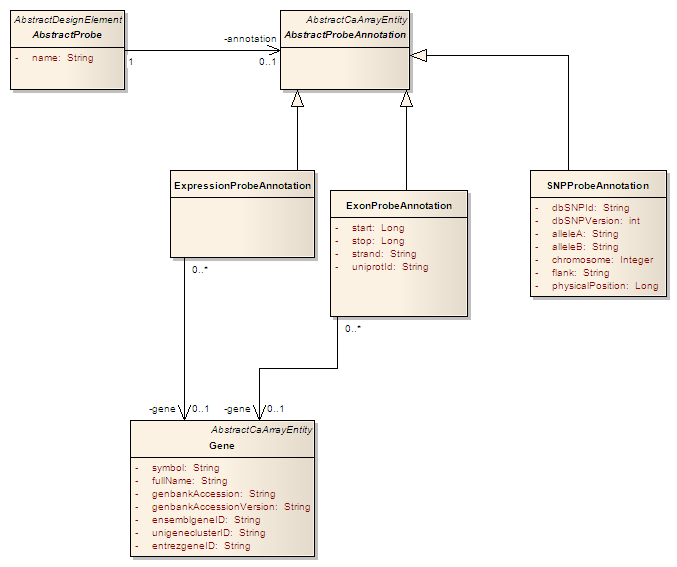 AbstractDesignElement
AbstractProbe
- name: String
-annotation
1
0..1
AbstractCaArrayEntity
AbstractProbeAnnotation
ExpressionProbeAnnotation
0..*
ExonProbeAnnotation
- start: Long
- stop: Long
- strand: String
- uniprotId: String
0..*
SNPProbeAnnotation
- dbSNPId: String
- dbSNPVersion: int
- alleleA: String
- alleleB: String
- chromosome: Integer
- flank: String
- physicalPosition: Long
-gene
0..1
-gene
0..1
AbstractCaArrayEntity
Gene
- symbol: String
- fullName: String
- genbankAccession: String
- genbankAccessionVersion: String
- ensemblgeneID: String
- unigeneclusterID: String
- entrezgeneID: String